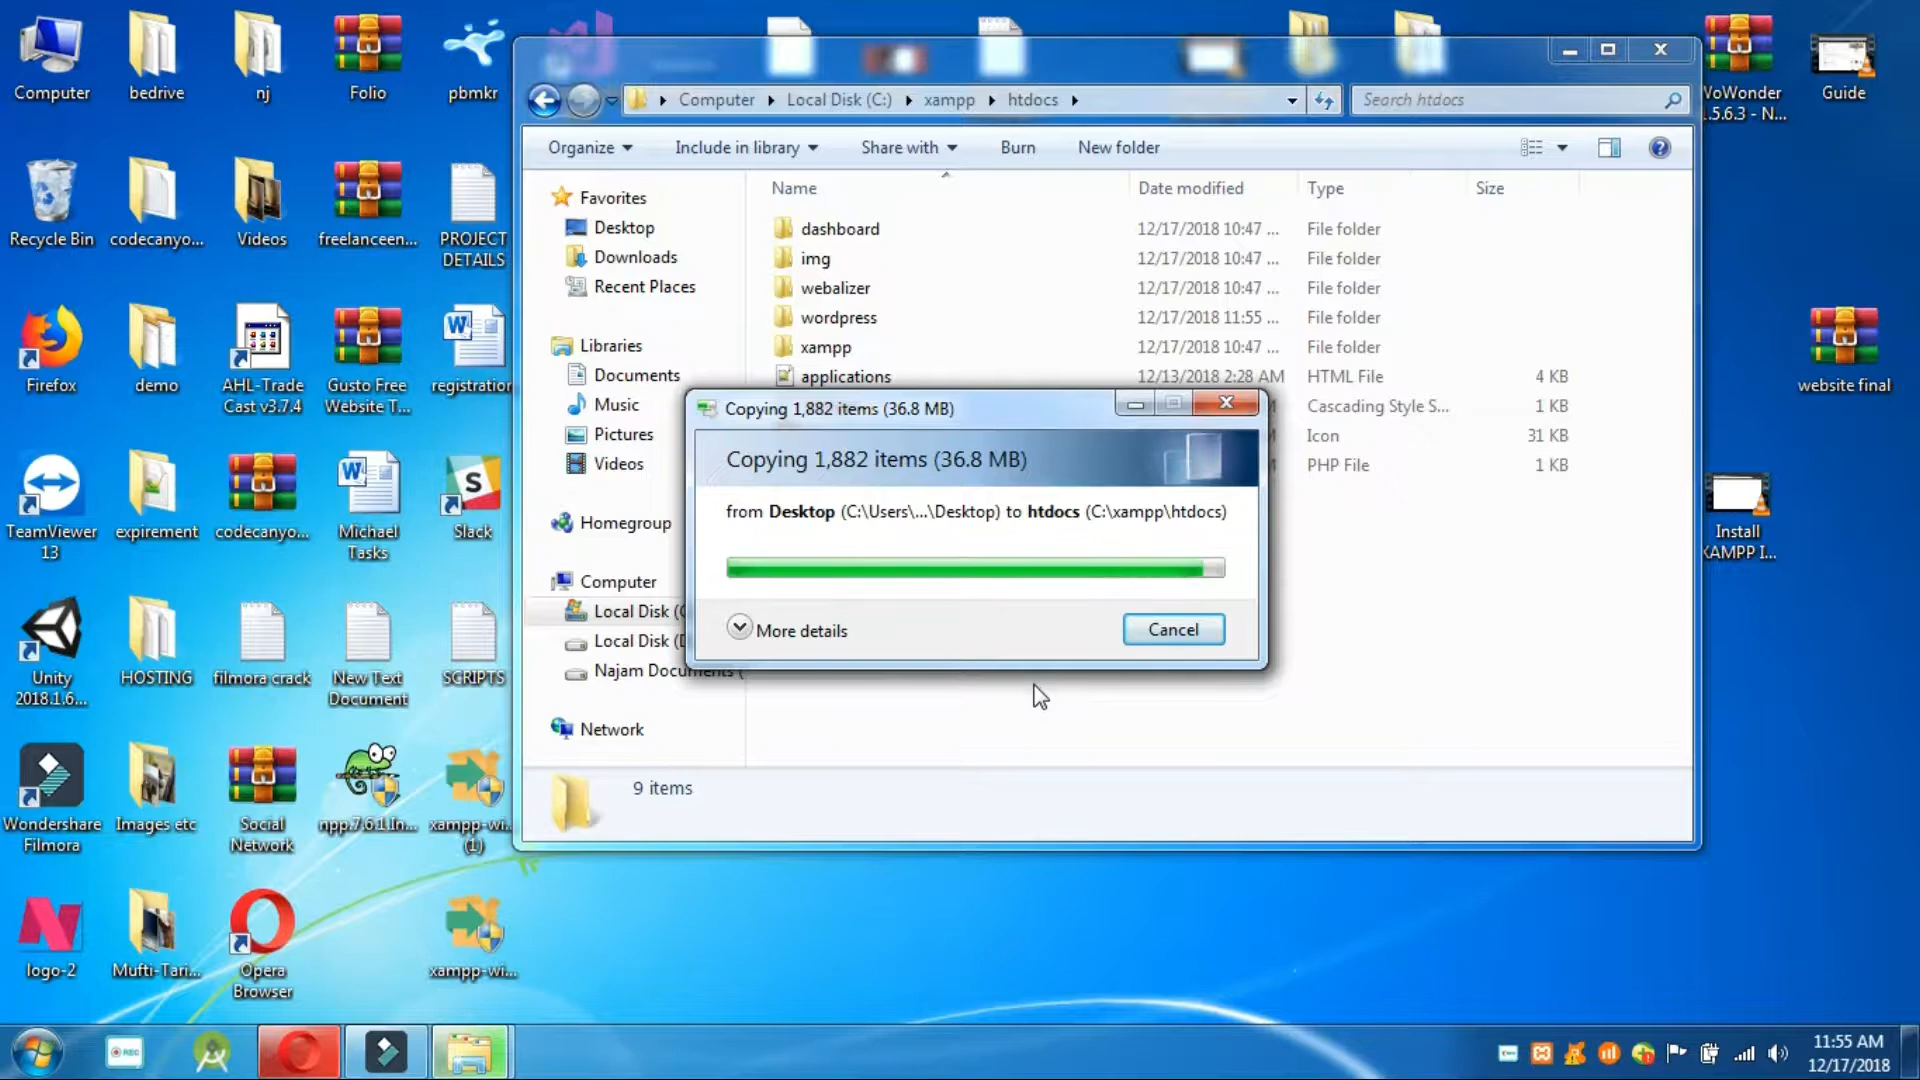 Computer
bedrive
nj
Folio
pbmkr
Recycle Bin
codecanyo...
Videos
freelanceen...
PROJECT
DETAILS
Firefox
demo
AHL-Trade
Cast v3.7.4
Gusto Free
Website T...
registration
TeamViewer
13
expirement
codecanyo...
Michael
Tasks
Slack
Unity
2018.1.6...
HOSTING
filmora crack
New Text
Document
SCRIPTS
Wondershare
Filmora
Images etc
Social
Network
npp.7.6.1.In...
xampp-wi...
(1)
logo-2
Mufti-Tari...
Opera
Browser
xampp-wi...
Computer
Local Disk (C:)
xampp
htdocs
Search htdocs
Organize
Include in library
Share with
Burn
New folder
Favorites
Desktop
Downloads
Recent Places
Libraries
Documents
Music
Pictures
Videos
Homegroup
Computer
Local Disk (
Local Disk (
Najam Documents (
Network
Name Date modified Type Size
dashboard 12/17/2018 10:47 ... File folder
img 12/17/2018 10:47 ... File folder
webalizer 12/17/2018 10:47 ... File folder
wordpress 12/17/2018 11:55 ... File folder
xampp 12/17/2018 10:47 ... File folder
applications 12/13/2018 2:28 AM HTML File 4 KB
Cascading Style S... 1 KB
Icon 31 KB
PHP File 1 KB
Copying 1,882 items (36.8 MB)
Copying 1,882 items (36.8 MB)
from Desktop (C:\Users\...\Desktop) to htdocs (C:\xampp\htdocs)
More details
Cancel
9 items
WoWonder
1.5.6.3 - N...
Guide
website final
Install
XAMPP I...
REC
11:55 AM
12/17/2018